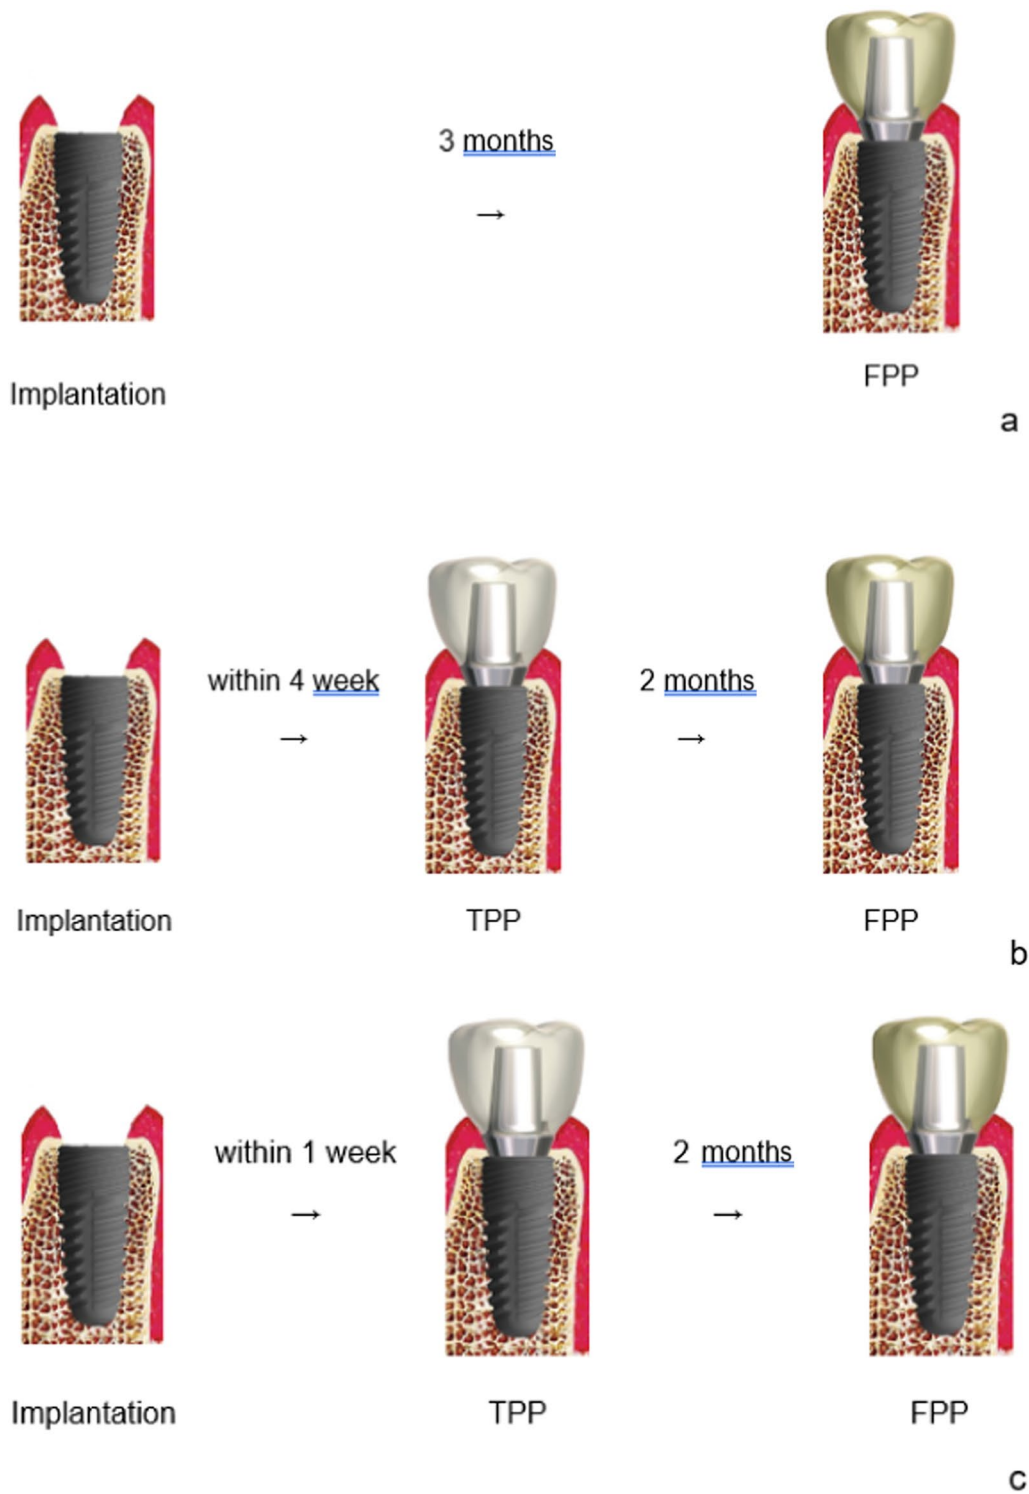 3 months
→
Implantation
FPP
a
within 4 week
2 months
→
→
Implantation
TPP
FPP
b
within 1 week
2 months
→
→
Implantation
TPP
FPP
c